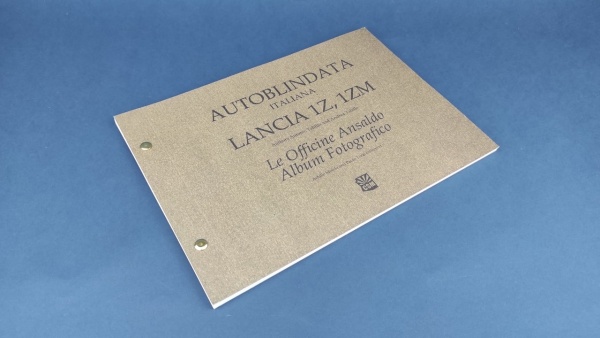 AUTOBLINDATA
ITALIANA
LANCIA 1Z, 1ZM
Le Officine Ansaldo
Album Fotografico